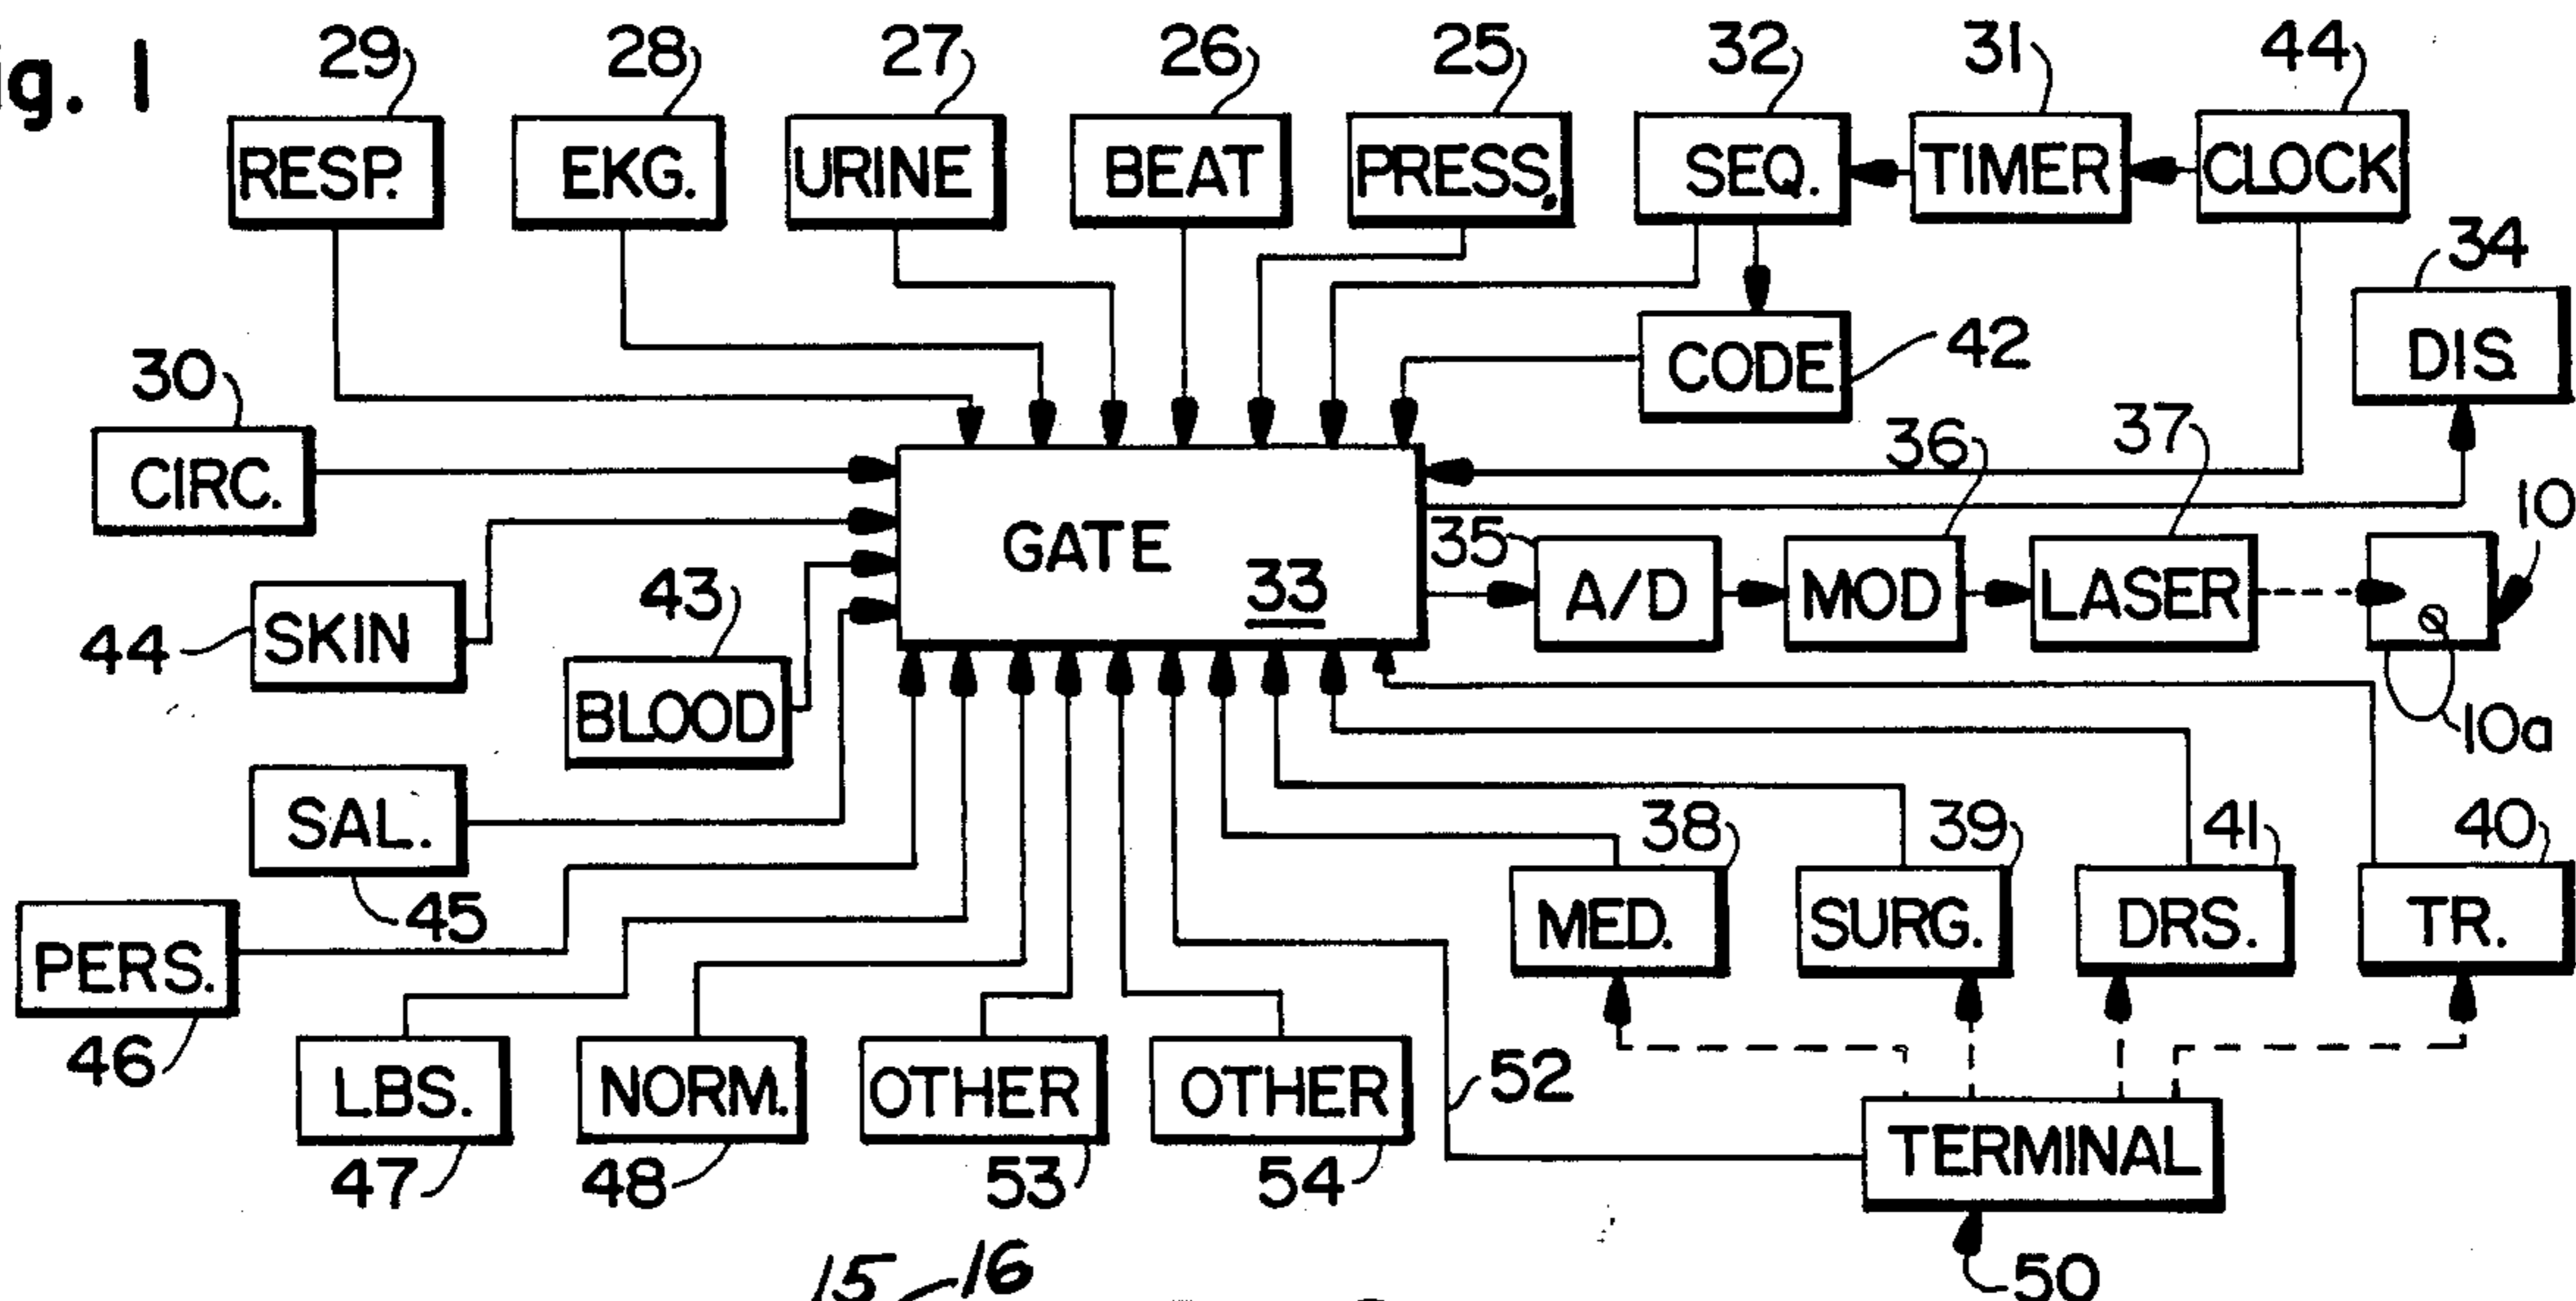 ig. 1
29 28 27 26 25 32 31 44
RESP. EKG. URINE BEAT PRESS. SEQ. TIMER CLOCK
34
DIS.
CODE 42
30
CIRC.
36 37
10
GATE 33
35
A/D MOD LASER
10a
44 SKIN
43
BLOOD
SAL.
45
38 39 41 40
MED. SURG. DRS. TR.
PERS.
46
LBS. NORM. OTHER OTHER
47 48 53 54
52
TERMINAL
50
15 16